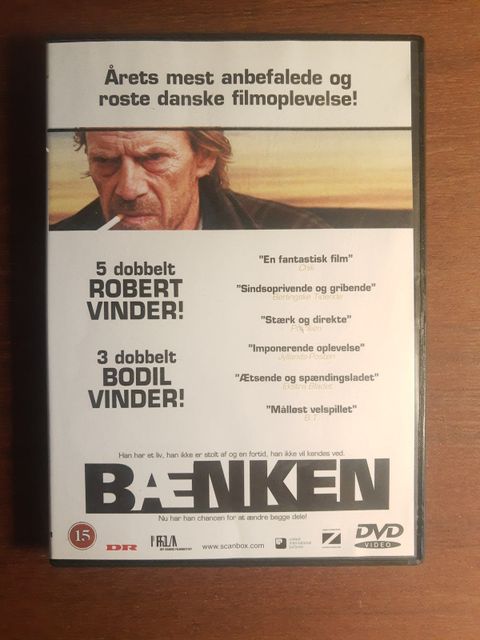 Årets mest anbefalede og
roste danske filmoplevelse!
5 dobbelt
ROBERT
VINDER!
3 dobbelt
BODIL
VINDER!
"En fantastisk film"
"Sindsoprivende og gribende"
Berlingske Tidende
"Stærk og direkte"
Politiken
"Imponerende oplevelse"
Jyllands-Posten
"Ætsende og spændingsladet"
Ekstra Bladet
"Målløst velspillet"
B.T.
Han har et liv, han ikke er stolt af og en fortid, han ikke vil kendes ved.
BÆNKEN
Nu har han chancen for at ændre begge dele!
15
DR
www.scanbox.com
DVD
VIDEO